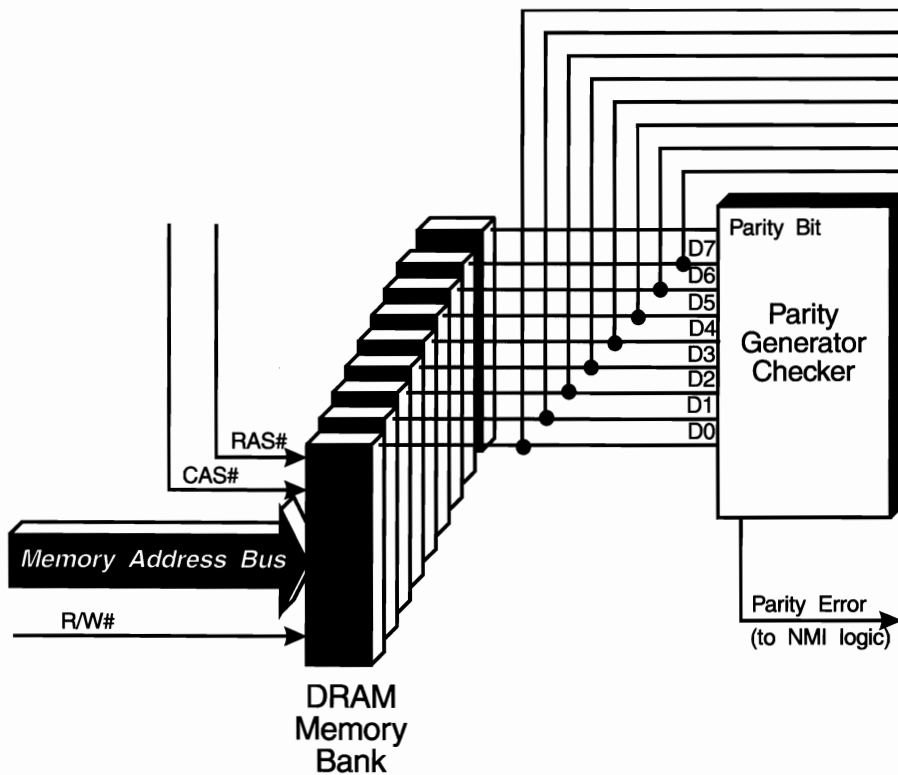 Parity Bit
D7
D6
D5
D4
D3
D2
D1
D0
Parity
Generator
Checker
RAS#
CAS#
Memory Address Bus
R/W#
Parity Error
(to NMI logic)
DRAM
Memory
Bank